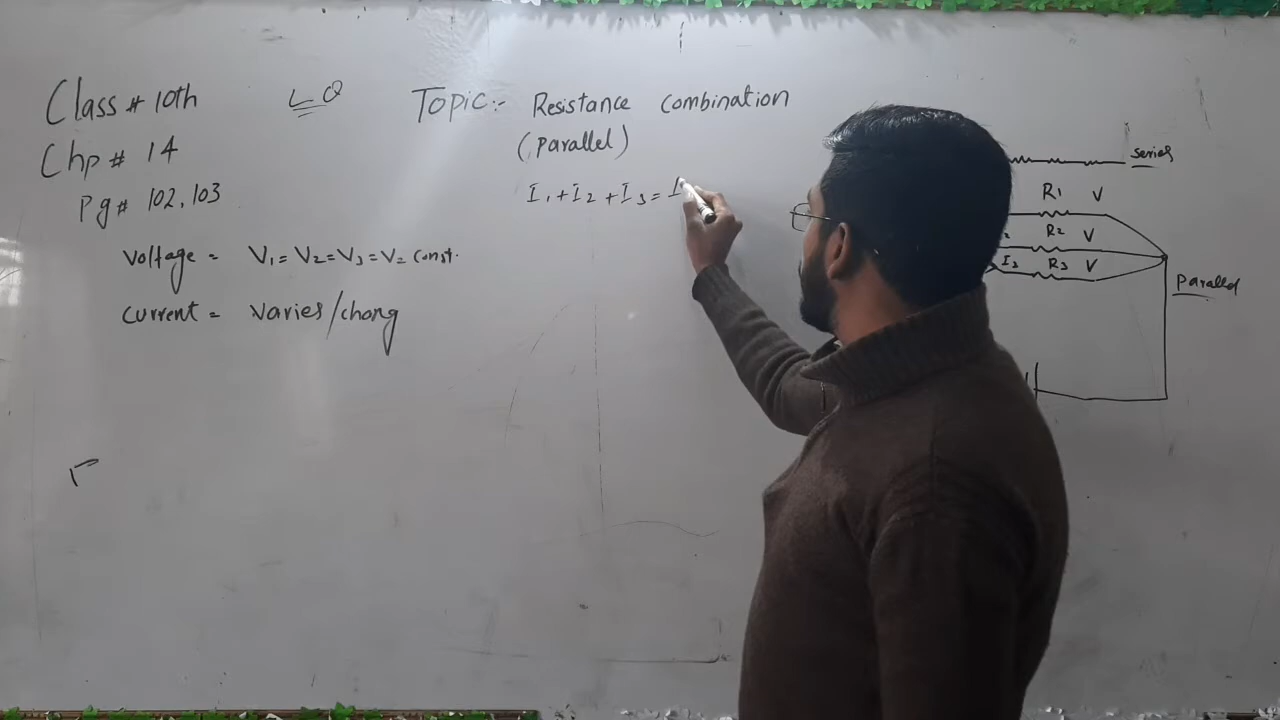 Class # 10th
LO
Topic:- Resistance combination
(parallel)
Chp # 14
Pg # 102, 103
I1 + I2 + I3 = I
voltage = V1 = V2 = V3 = V = const.
current = varies/chang
series
R1 V
R2 V
I3 R3 V
parallel